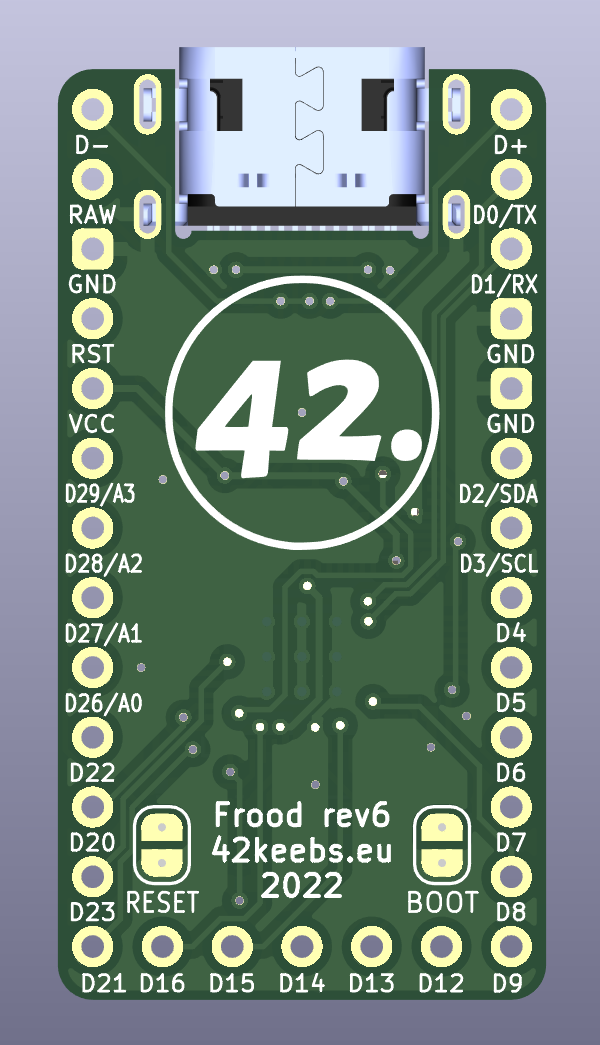 D-
D+
RAW
D0/TX
GND
D1/RX
RST
GND
VCC
GND
42.
D29/A3
D2/SDA
D28/A2
D3/SCL
D27/A1
D4
D26/A0
D5
D22
D6
D20
D7
Frood rev6
42keebs.eu
2022
RESET
BOOT
D23
D8
D21 D16 D15 D14 D13 D12 D9